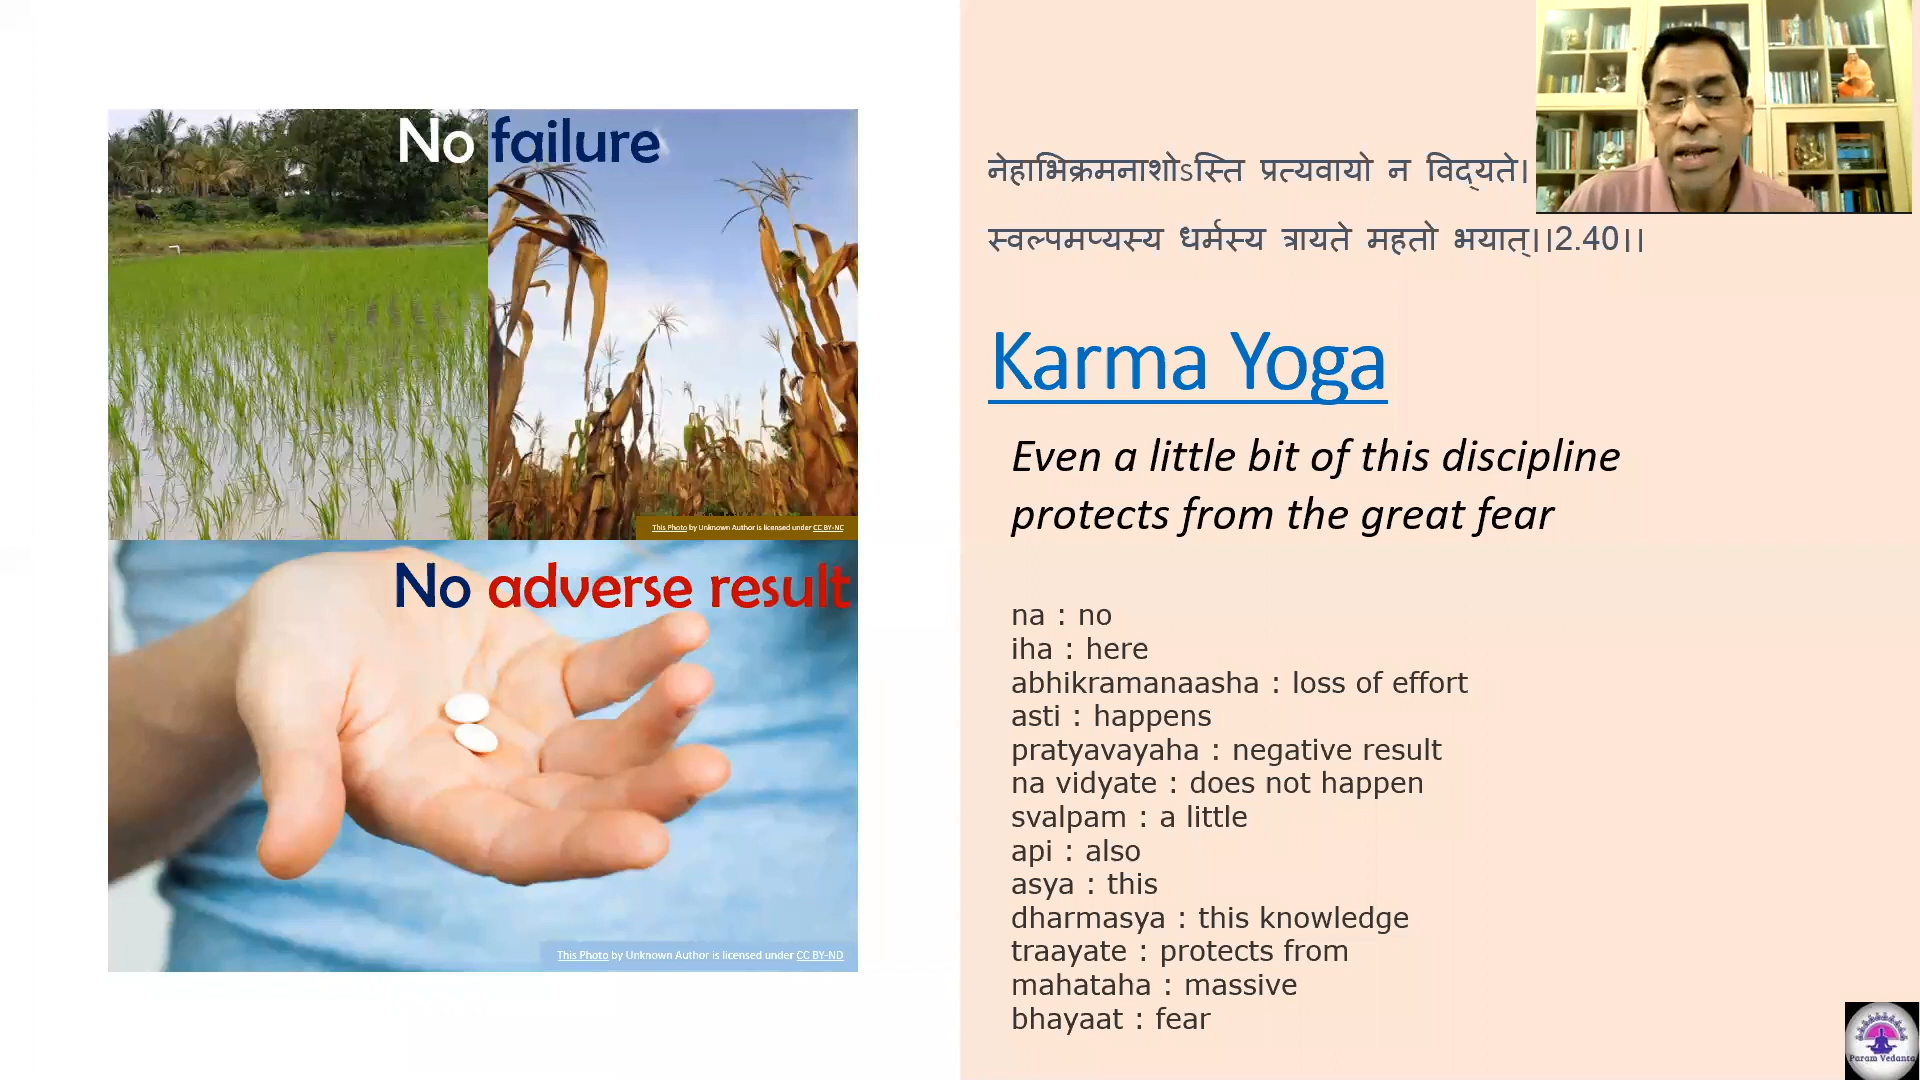 No failure
This Photo by Unknown Author is licensed under CC BY-NC
No adverse result
This Photo by Unknown Author is licensed under CC BY-ND
नेहाभिक्रमनाशोऽस्ति प्रत्यवायो न विद्यते।
स्वल्पमप्यस्य धर्मस्य त्रायते महतो भयात्।।2.40।।
Karma Yoga
Even a little bit of this discipline
protects from the great fear
na : no
iha : here
abhikramanaasha : loss of effort
asti : happens
pratyavayaha : negative result
na vidyate : does not happen
svalpam : a little
api : also
asya : this
dharmasya : this knowledge
traayate : protects from
mahataha : massive
bhayaat : fear
Param Vedanta